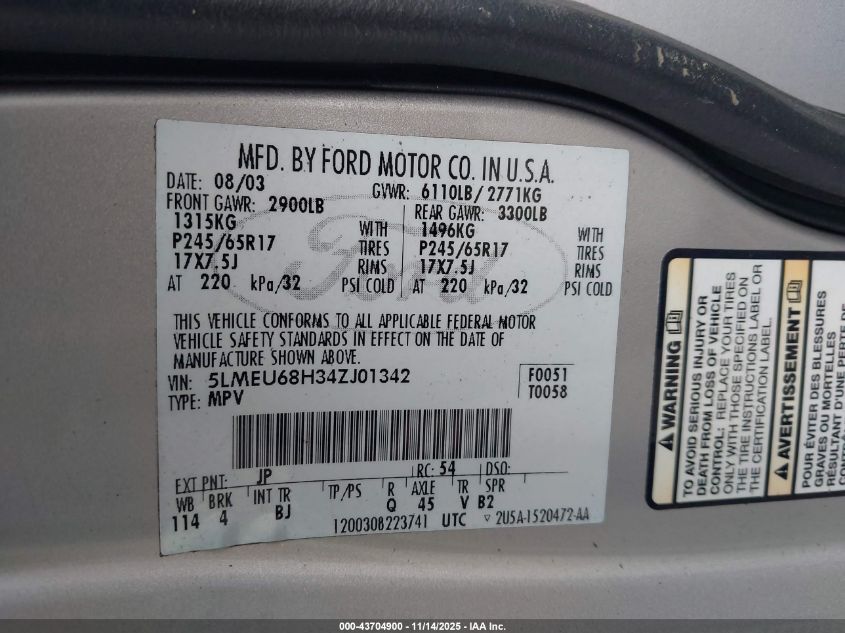 MFD. BY FORD MOTOR CO. IN U.S.A.
DATE: 08/03 GVWR: 6110LB/2771KG
FRONT GAWR: 2900LB REAR GAWR: 3300LB
1315KG WITH 1496KG WITH
P245/65R17 TIRES P245/65R17 TIRES
17X7.5J RIMS 17X7.5J RIMS
AT 220 kPa/32 PSI COLD AT 220 kPa/32 PSI COLD
Ford
THIS VEHICLE CONFORMS TO ALL APPLICABLE FEDERAL MOTOR
VEHICLE SAFETY STANDARDS IN EFFECT ON THE DATE OF
MANUFACTURE SHOWN ABOVE.
VIN: 5LMEU68H34ZJ01342 F0051
TYPE: MPV T0058
EXT PNT: JP RC: 54 DSO:
WB BRK INT TR TP/PS R AXLE TR SPR
114 4 BJ Q 45 V B2
1200308223741 UTC ▽ 2U5A-1520472-AA
WARNING
TO AVOID SERIOUS INJURY OR
DEATH FROM LOSS OF VEHICLE
CONTROL: REPLACE YOUR TIRES
ONLY WITH THOSE SPECIFIED ON
THE TIRE INSTRUCTIONS LABEL OR
THE CERTIFICATION LABEL.
AVERTISSEMENT
POUR ÉVITER DES BLESSURES
GRAVES OU MORTELLES
RÉSULTANT D'UNE PERTE DE
000-43704900 - 11/14/2025 - IAA Inc.